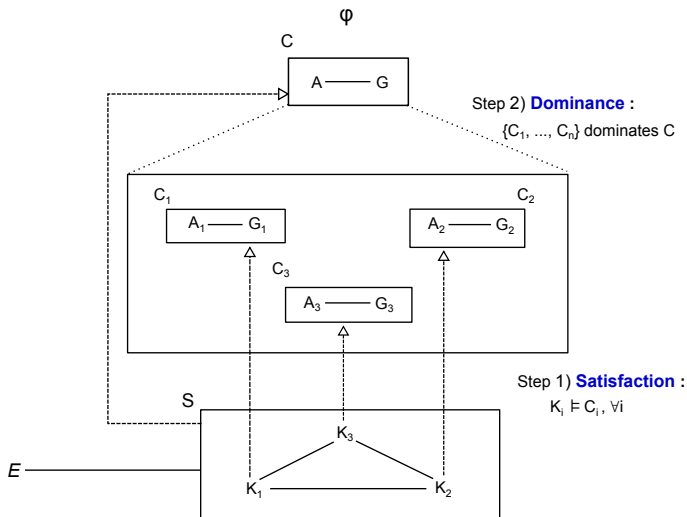 φ
C
A G
Step 2) Dominance :
{C₁, ..., Cₙ} dominates C
C₁ C₂
A₁ G₁ A₂ G₂
C₃
A₃ G₃
Step 1) Satisfaction :
Kᵢ ⊧ Cᵢ , ∀i
S
K₃
E
K₁ K₂